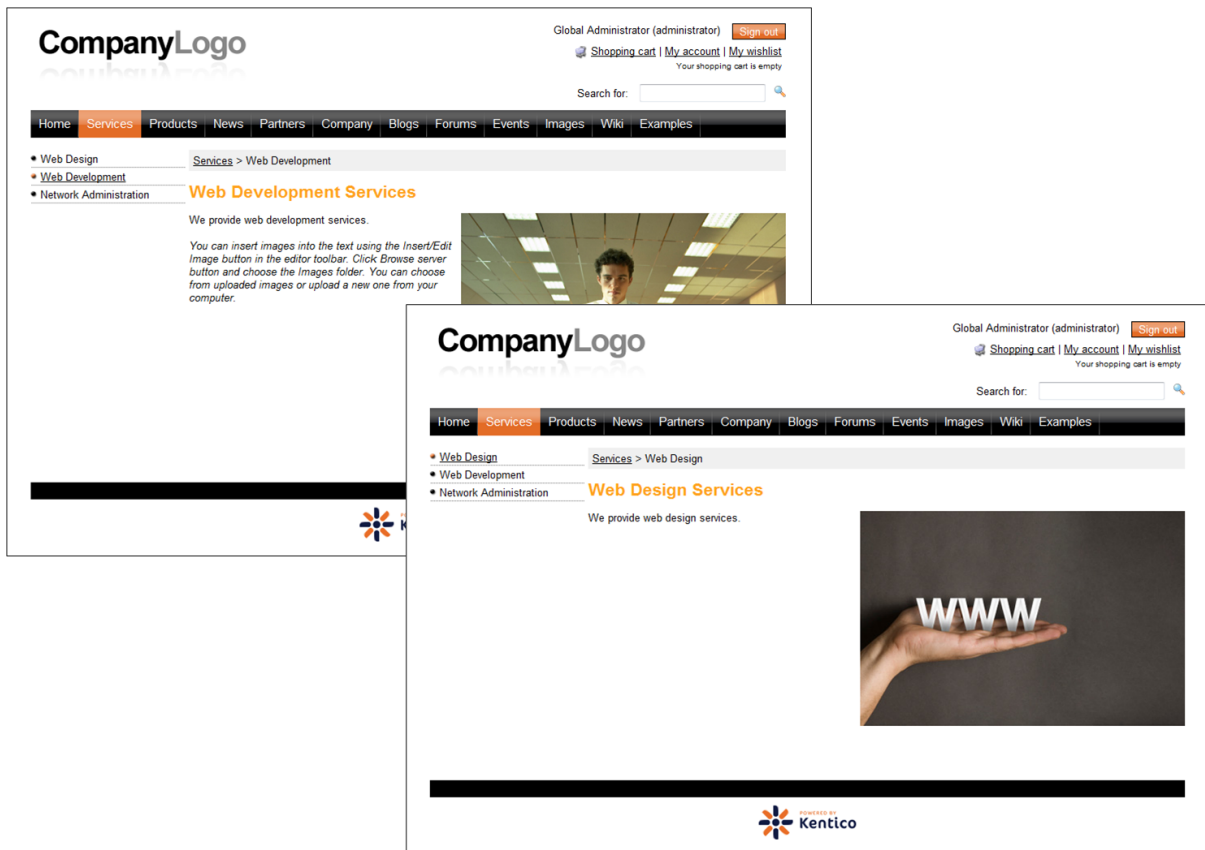 CompanyLogo
Global Administrator (administrator) Sign out
Shopping cart | My account | My wishlist
Your shopping cart is empty
Search for:
Home Services Products News Partners Company Blogs Forums Events Images Wiki Examples
Web Design
Web Development
Network Administration
Services > Web Development
Web Development Services
We provide web development services.
You can insert images into the text using the Insert/Edit
Image button in the editor toolbar. Click Browse server
button and choose the Images folder. You can choose
from uploaded images or upload a new one from your
computer.
CompanyLogo
Global Administrator (administrator) Sign out
Shopping cart | My account | My wishlist
Your shopping cart is empty
Search for:
Home Services Products News Partners Company Blogs Forums Events Images Wiki Examples
Web Design
Web Development
Network Administration
Services > Web Design
Web Design Services
We provide web design services.
WWW
POWERED BY
Kentico